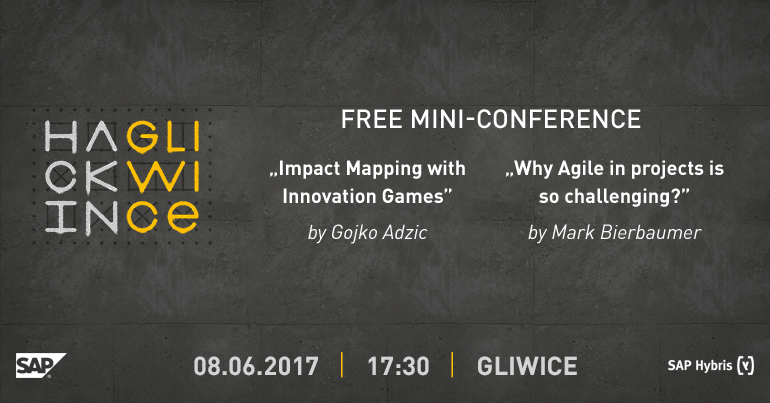 HAGLI
CKWI
INCe
FREE MINI-CONFERENCE
„Impact Mapping with
Innovation Games”
by Gojko Adzic
„Why Agile in projects is
so challenging?”
by Mark Bierbaumer
SAP
08.06.2017 | 17:30 | GLIWICE
SAP Hybris (y)